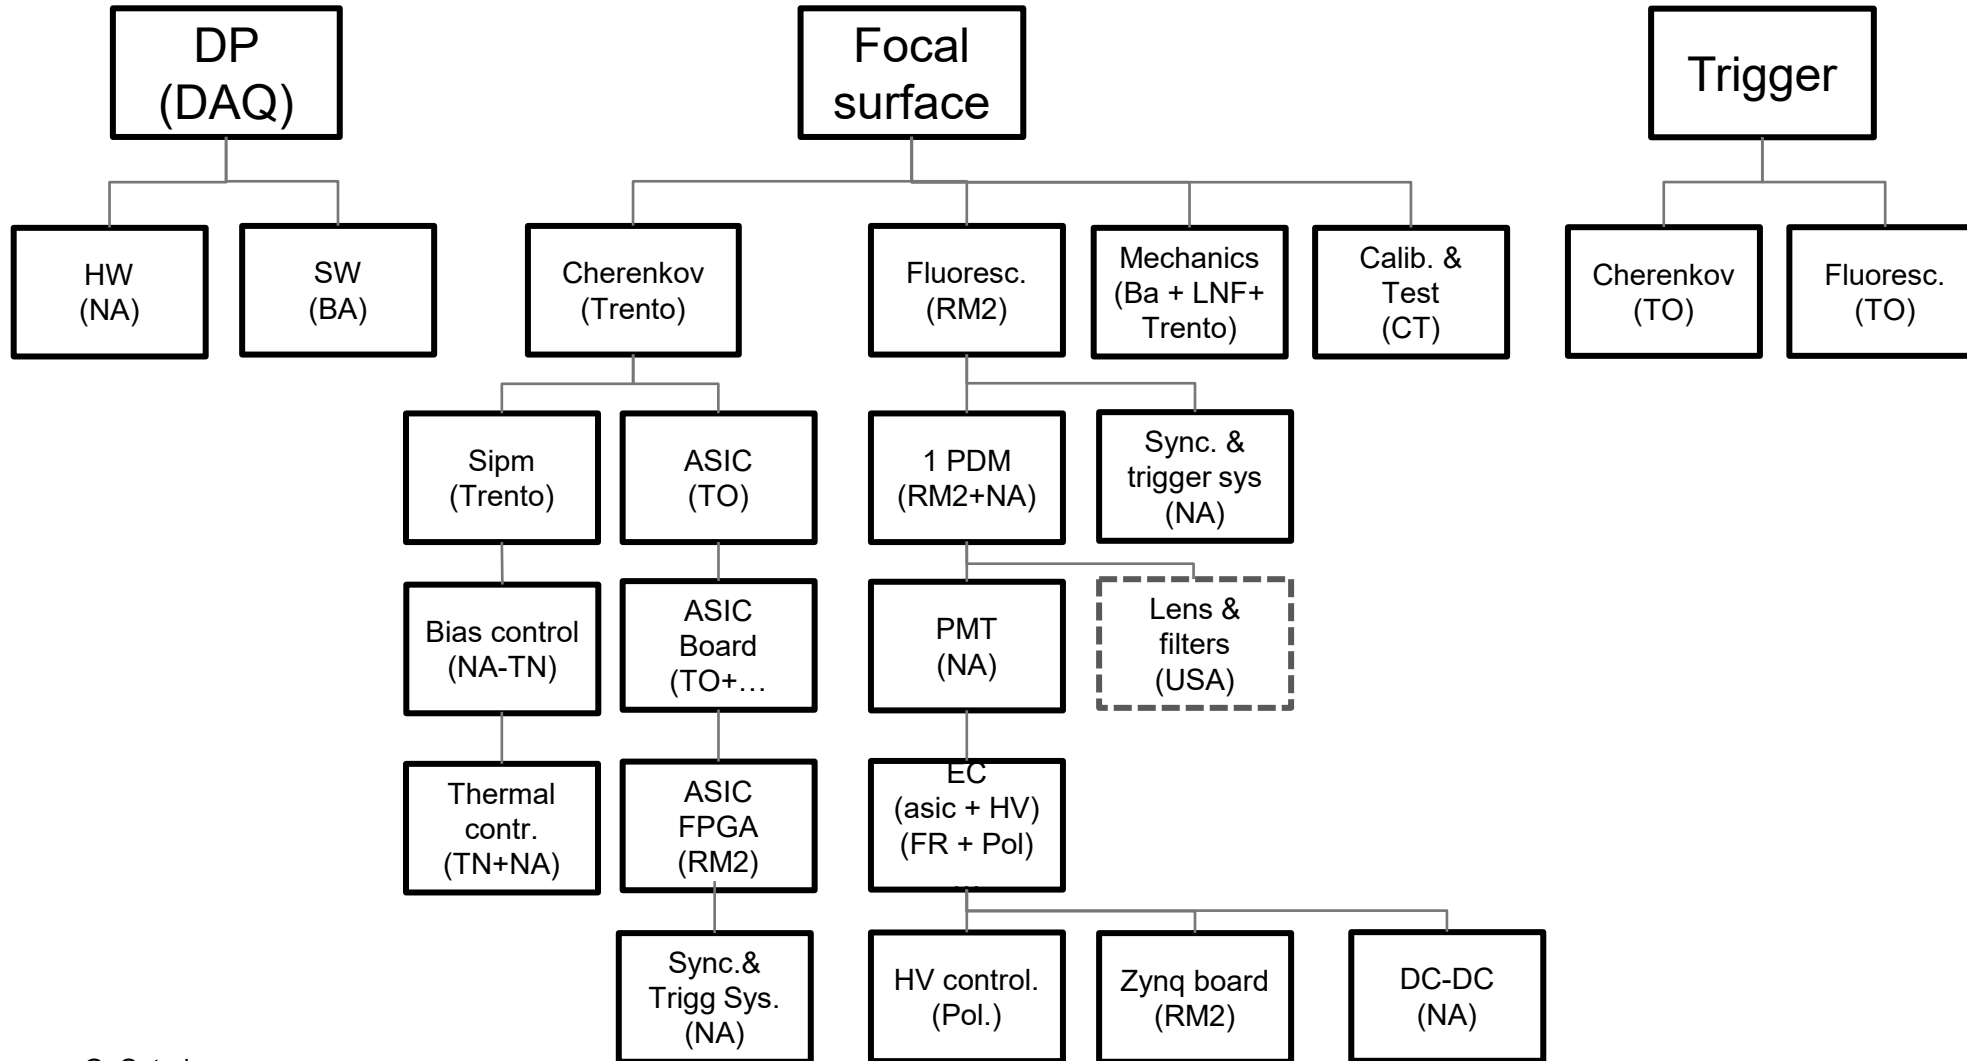 DP
(DAQ)
Focal
surface
Trigger
HW
(NA)
SW
(BA)
Cherenkov
(Trento)
Fluoresc.
(RM2)
Mechanics
(Ba + LNF+
Trento)
Calib. &
Test
(CT)
Cherenkov
(TO)
Fluoresc.
(TO)
Sipm
(Trento)
ASIC
(TO)
1 PDM
(RM2+NA)
Sync. &
trigger sys
(NA)
Bias control
(NA-TN)
ASIC
Board
(TO+…
PMT
(NA)
Lens &
filters
(USA)
Thermal
contr.
(TN+NA)
ASIC
FPGA
(RM2)
EC
(asic + HV)
(FR + Pol)
…
Sync.&
Trigg Sys.
(NA)
HV control.
(Pol.)
Zynq board
(RM2)
DC-DC
(NA)